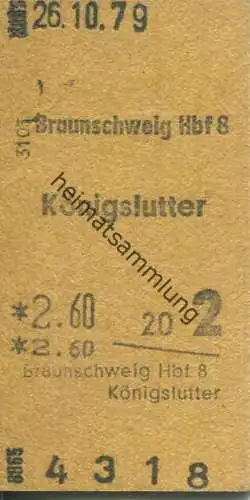 26.10.79
Braunschweig Hbf 8
3103
Königslutter
heimatsammlung
*2.60 20 2
*2.60
Braunschweig Hbf. 8
Königslutter
4318